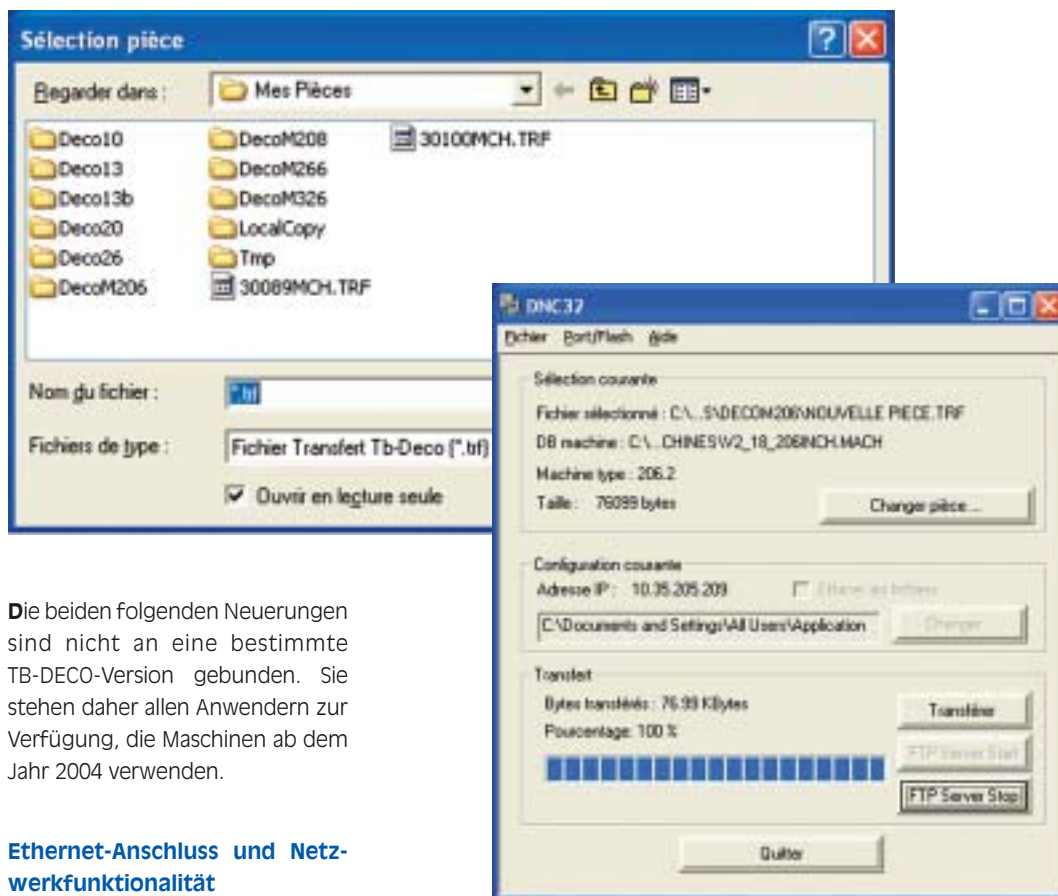 Sélection pièce
Regarder dans :
Mes Pièces
Deco10
Deco13
Deco13b
Deco20
Deco26
DecoM206
DecoM208
DecoM266
DecoM326
LocalCopy
Tmp
30089MCH.TRF
30100MCH.TRF
Nom du fichier :
Fichiers de type :
Fichier Transfert Tb-Deco
Ouvrir en lecture seule
DNC32
Fichier Port/Flash Aide
Sélection courante
Fichier sélectionné : C:\...S\DECOM206\NOUVELLE PIECE.TRF
DB machine : C:\...CHINES\V2_18_206INCH.MACH
Machine type : 206.2
Taille : 76099 bytes
Changer pièce ...
Configuration courante
Adresse IP : 10.35.205.209
C:\Documents and Settings\All Users\Application
Changer
Transfert
Bytes transférés : 76.99 KBytes
Pourcentage: 100 %
Transférer
FTP Server Start
FTP Server Stop
Quitter
Die beiden folgenden Neuerungen
sind nicht an eine bestimmte
TB-DECO-Version gebunden. Sie
stehen daher allen Anwendern zur
Verfügung, die Maschinen ab dem
Jahr 2004 verwenden.
Ethernet-Anschluss und Netz-
werkfunktionalität